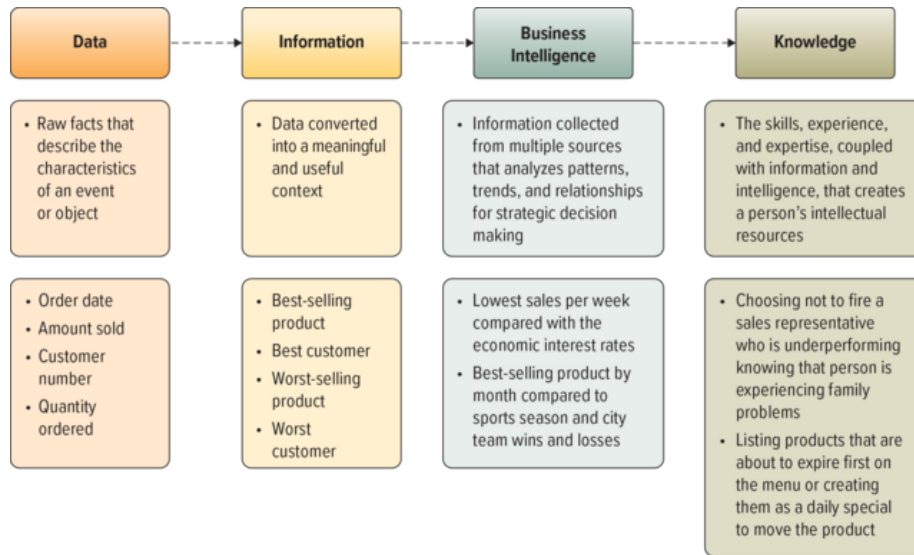 Data
Information
Business
Intelligence
Knowledge
• Raw facts that
describe the
characteristics
of an event
or object
• Data converted
into a meaningful
and useful
context
• Information collected
from multiple sources
that analyzes patterns,
trends, and relationships
for strategic decision
making
• The skills, experience,
and expertise, coupled
with information and
intelligence, that creates
a person's intellectual
resources
• Order date
• Amount sold
• Customer
number
• Quantity
ordered
• Best-selling
product
• Best customer
• Worst-selling
product
• Worst
customer
• Lowest sales per week
compared with the
economic interest rates
• Best-selling product by
month compared to
sports season and city
team wins and losses
• Choosing not to fire a
sales representative
who is underperforming
knowing that person is
experiencing family
problems
• Listing products that are
about to expire first on
the menu or creating
them as a daily special
to move the product